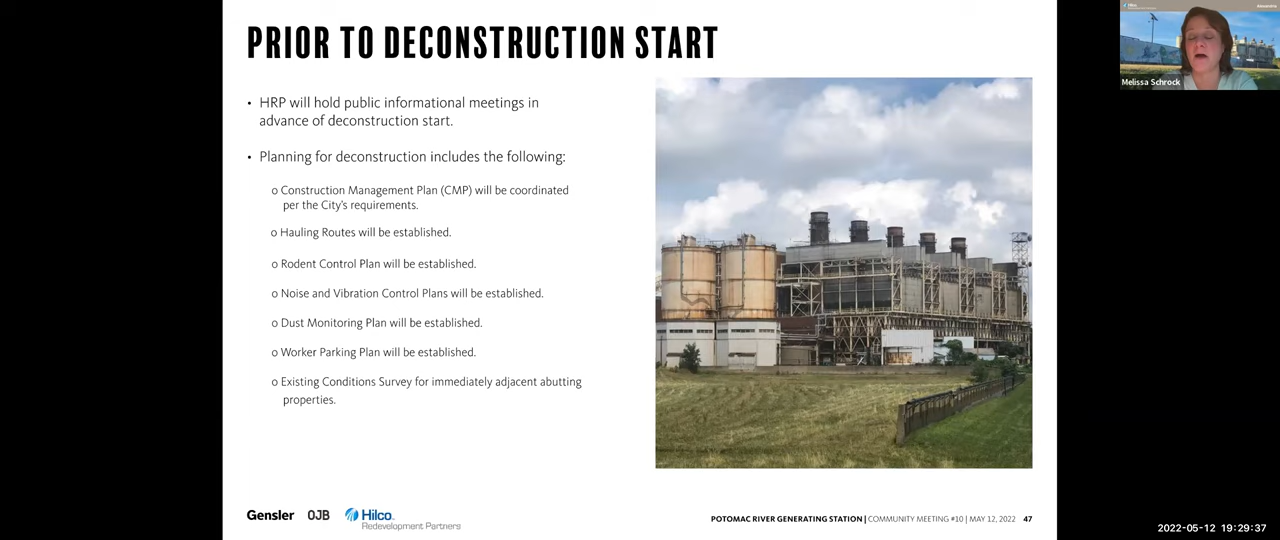 PRIOR TO DECONSTRUCTION START
• HRP will hold public informational meetings in
advance of deconstruction start.
• Planning for deconstruction includes the following:
o Construction Management Plan (CMP) will be coordinated
per the City's requirements.
o Hauling Routes will be established.
o Rodent Control Plan will be established.
o Noise and Vibration Control Plans will be established.
o Dust Monitoring Plan will be established.
o Worker Parking Plan will be established.
o Existing Conditions Survey for immediately adjacent abutting
properties.
Gensler OJB Hilco
Redevelopment Partners
POTOMAC RIVER GENERATING STATION | COMMUNITY MEETING #10 | MAY 12, 2022 47
Hilco
Melissa Schrock
2022-05-12 19:29:37